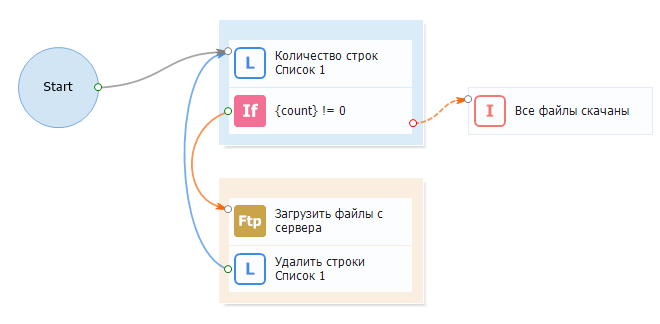 Start
L
Количество строк
Список 1
If
{count} != 0
I
Все файлы скачаны
Ftp
Загрузить файлы с
сервера
L
Удалить строки
Список 1